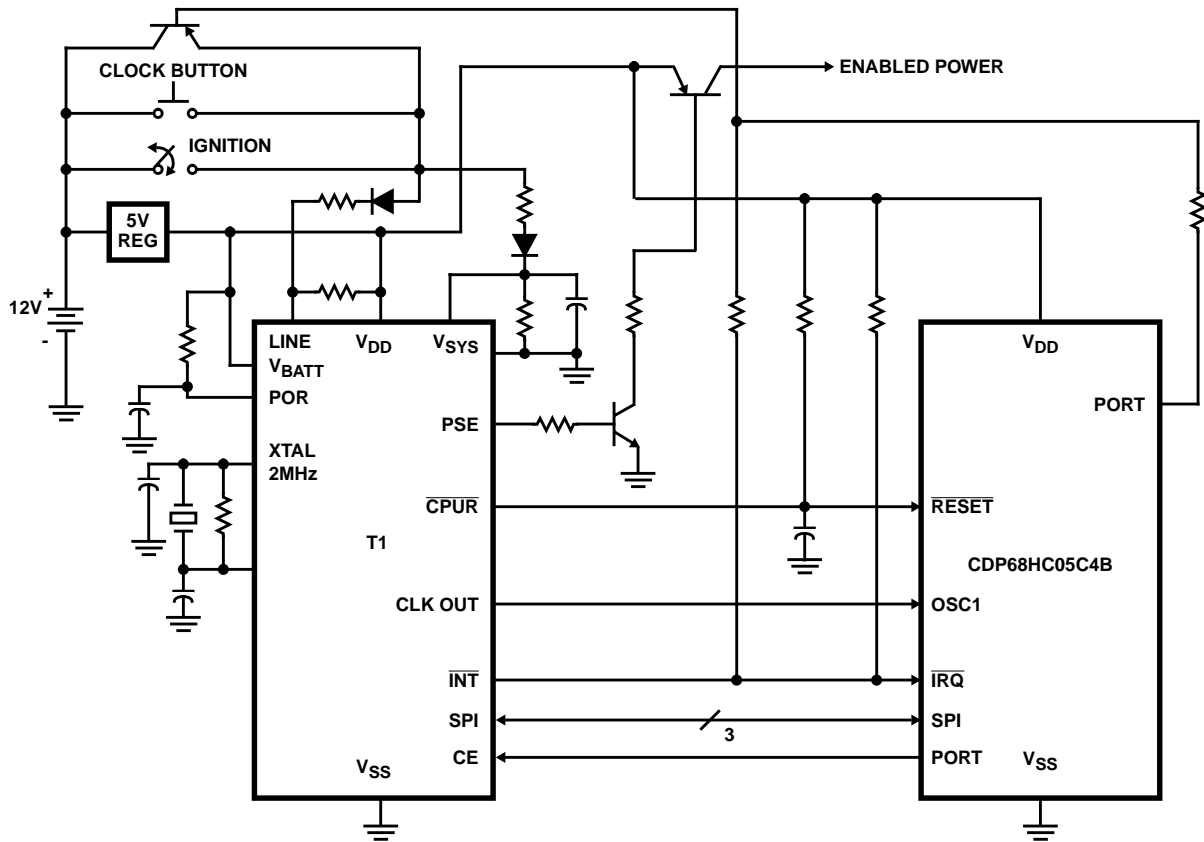 CLOCK BUTTON
ENABLED POWER
IGNITION
5V
REG
12V
+
-
LINE
VDD
VSYS
VBATT
POR
PSE
XTAL
2MHz
CPUR
T1
CLK OUT
INT
SPI
CE
VSS
3
VDD
PORT
RESET
CDP68HC05C4B
OSC1
IRQ
SPI
PORT
VSS